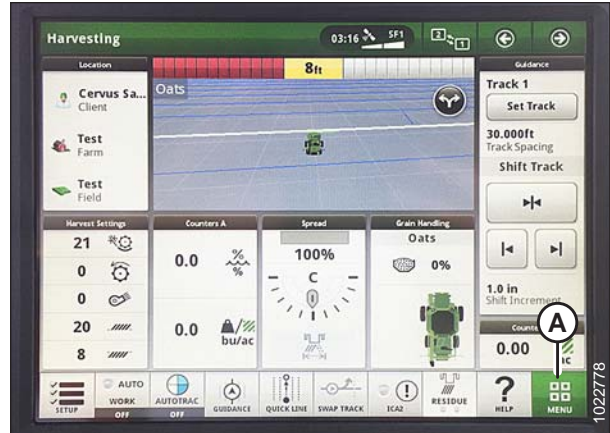 Harvesting
03:16
SF1
2
1
Location
Cervus Sa...
Client
Test
Farm
Test
Field
8ft
Oats
Guidance
Track 1
Set Track
30.000ft
Track Spacing
Shift Track
1.0 in
Shift Increment
Harvest Settings
21
0
0
20
8
Counters A
0.0 %/%
0.0
bu/ac
Spread
100%
C
Grain Handling
Oats
0%
0.00
ac
A
SETUP
AUTO
WORK
OFF
AUTOTRAC
OFF
GUIDANCE
QUICK LINE
SWAP TRACK
ICA2
RESIDUE
?
HELP
MENU
1022778